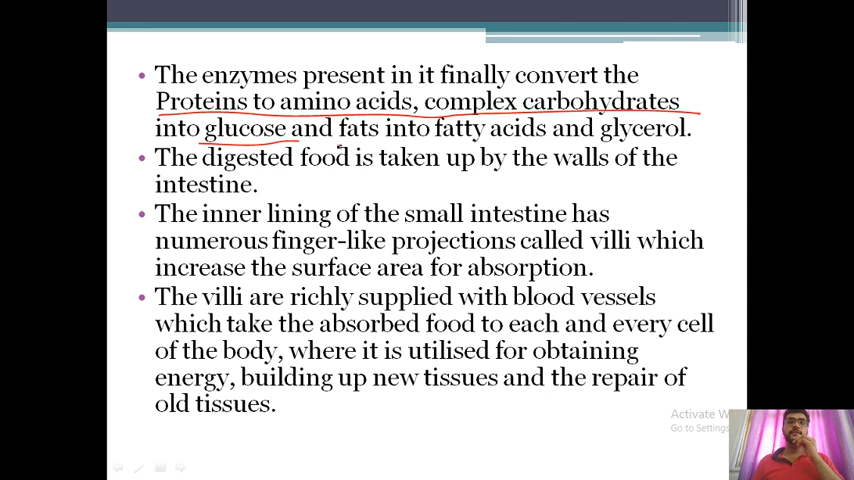 • The enzymes present in it finally convert the
Proteins to amino acids, complex carbohydrates
into glucose and fats into fatty acids and glycerol.
• The digested food is taken up by the walls of the
intestine.
• The inner lining of the small intestine has
numerous finger-like projections called villi which
increase the surface area for absorption.
• The villi are richly supplied with blood vessels
which take the absorbed food to each and every cell
of the body, where it is utilised for obtaining
energy, building up new tissues and the repair of
old tissues.
Activate W
Go to Settings